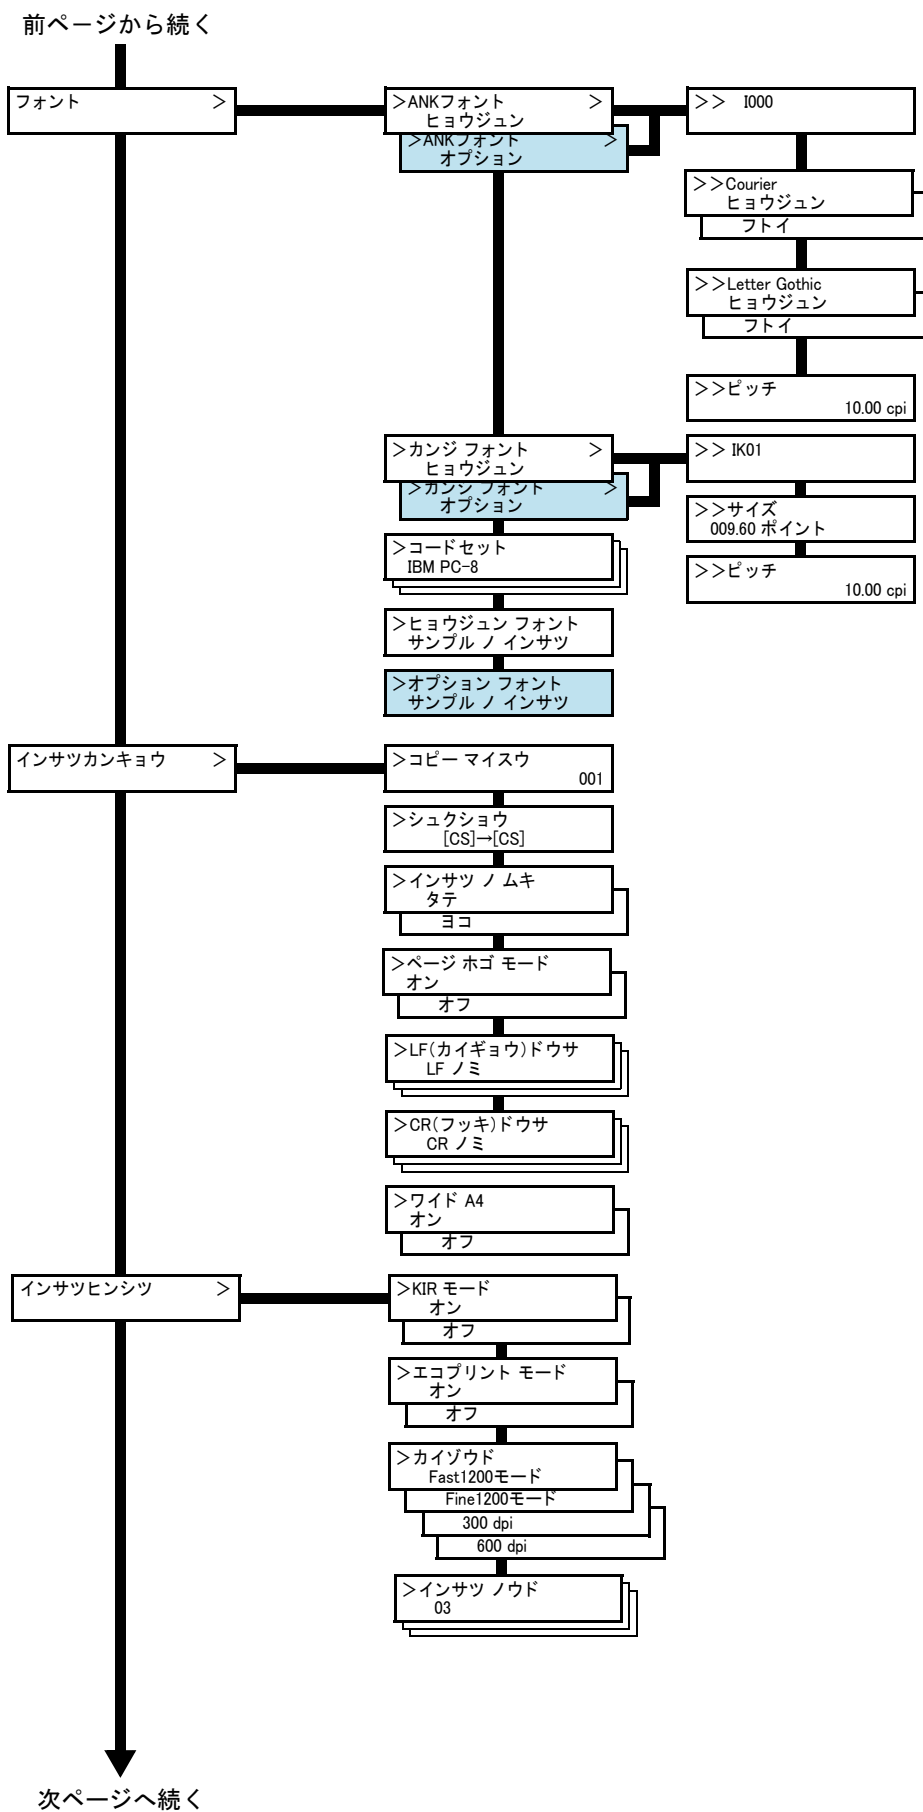 前ページから続く
フォント >
>ANKフォント >
ヒョウジュン
>ANKフォント >
オプション
>> I000
>>Courier
ヒョウジュン
フトイ
>>Letter Gothic
ヒョウジュン
フトイ
>>ピッチ
10.00 cpi
>カンジ フォント >
ヒョウジュン
>カンジ フォント >
オプション
>> IK01
>>サイズ
009.60 ポイント
>>ピッチ
10.00 cpi
>コードセット
IBM PC-8
>ヒョウジュン フォント
サンプル ノ インサツ
>オプション フォント
サンプル ノ インサツ
インサツカンキョウ >
>コピー マイスウ
001
>シュクショウ
[CS]→[CS]
>インサツ ノ ムキ
タテ
ヨコ
>ページ ホゴ モード
オン
オフ
>LF(カイギョウ)ドウサ
LF ノミ
>CR(フッキ)ドウサ
CR ノミ
>ワイド A4
オン
オフ
インサツヒンシツ >
>KIR モード
オン
オフ
>エコプリント モード
オン
オフ
>カイゾウド
Fast1200モード
Fine1200モード
300 dpi
600 dpi
>インサツ ノウド
03
次ページへ続く